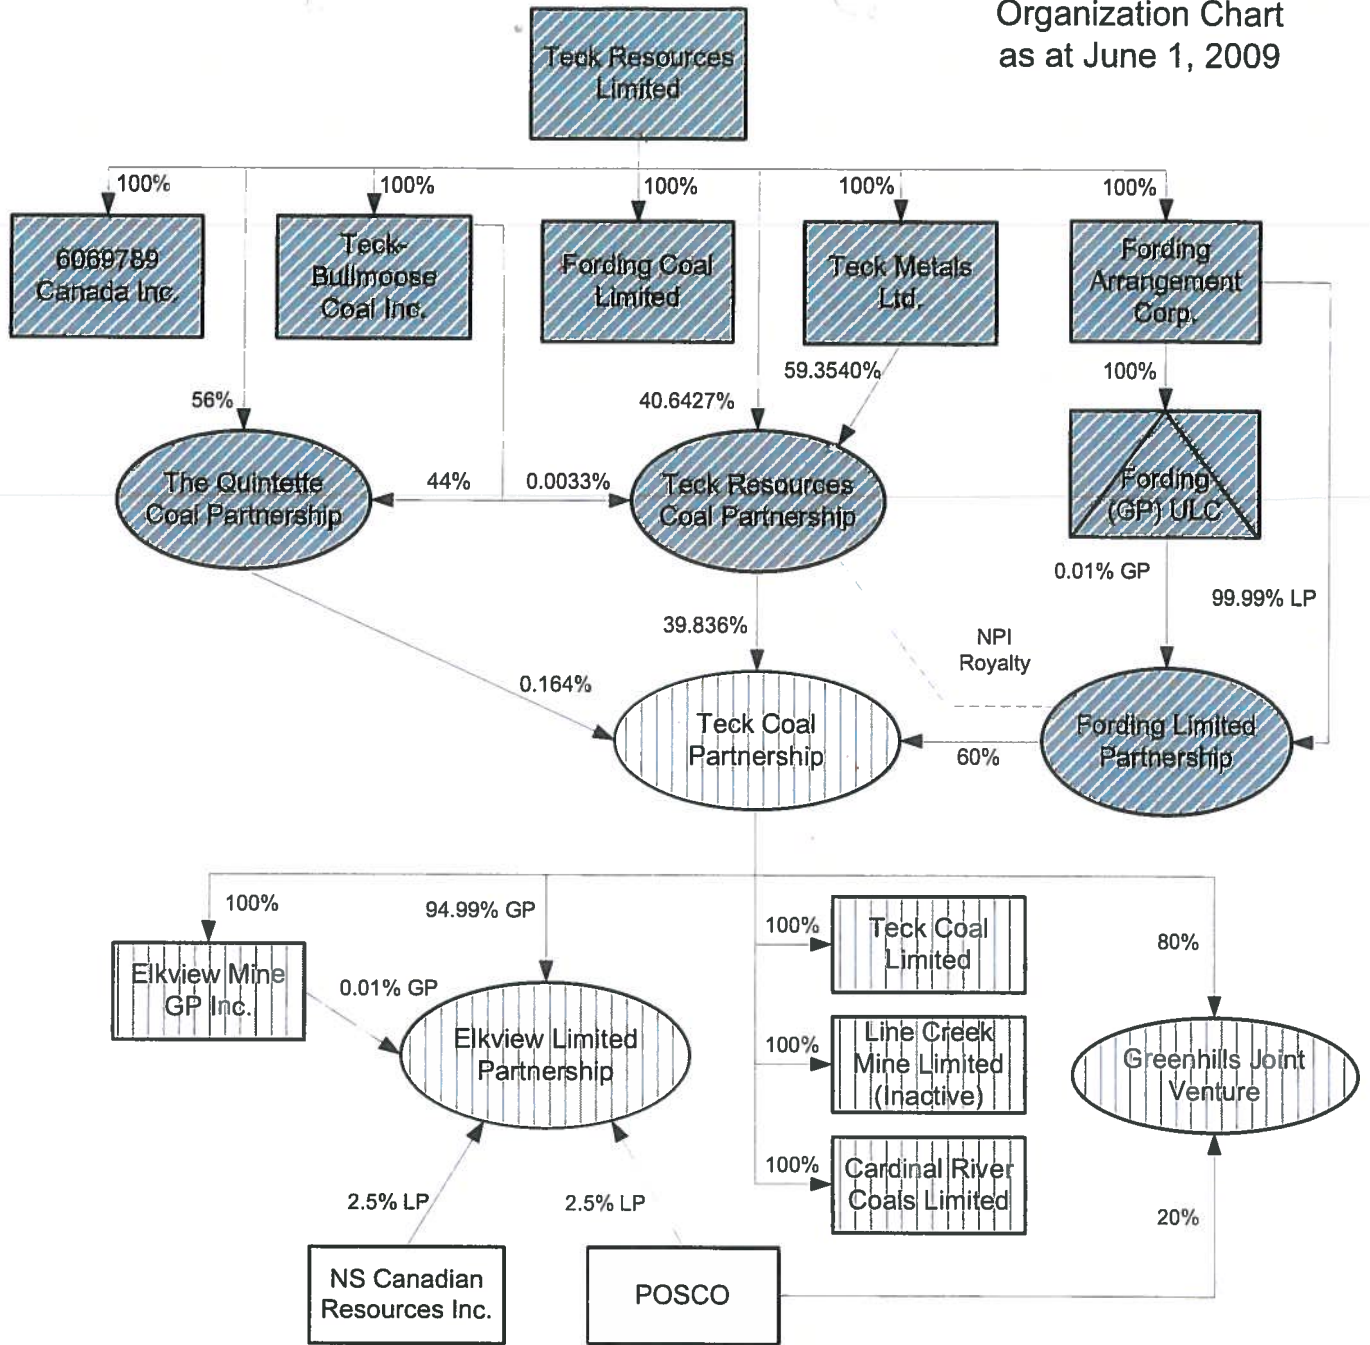 Organization Chart
as at June 1, 2009
Teck Resources
Limited
100%
100%
100%
100%
100%
6069789
Canada Inc.
Teck-
Bullmoose
Coal Inc.
Fording Coal
Limited
Teck Metals
Ltd.
Fording
Arrangement
Corp.
59.3540%
100%
56%
40.6427%
The Quintette
Coal Partnership
44%
0.0033%
Teck Resources
Coal Partnership
Fording
(GP) ULC
0.01% GP
99.99% LP
39.836%
NPI
Royalty
0.164%
Teck Coal
Partnership
60%
Fording Limited
Partnership
100%
94.99% GP
100%
Teck Coal
Limited
80%
Elkview Mine
GP Inc.
0.01% GP
Elkview Limited
Partnership
100%
Line Creek
Mine Limited
(Inactive)
Greenhills Joint
Venture
100%
Cardinal River
Coals Limited
2.5% LP
2.5% LP
20%
NS Canadian
Resources Inc.
POSCO